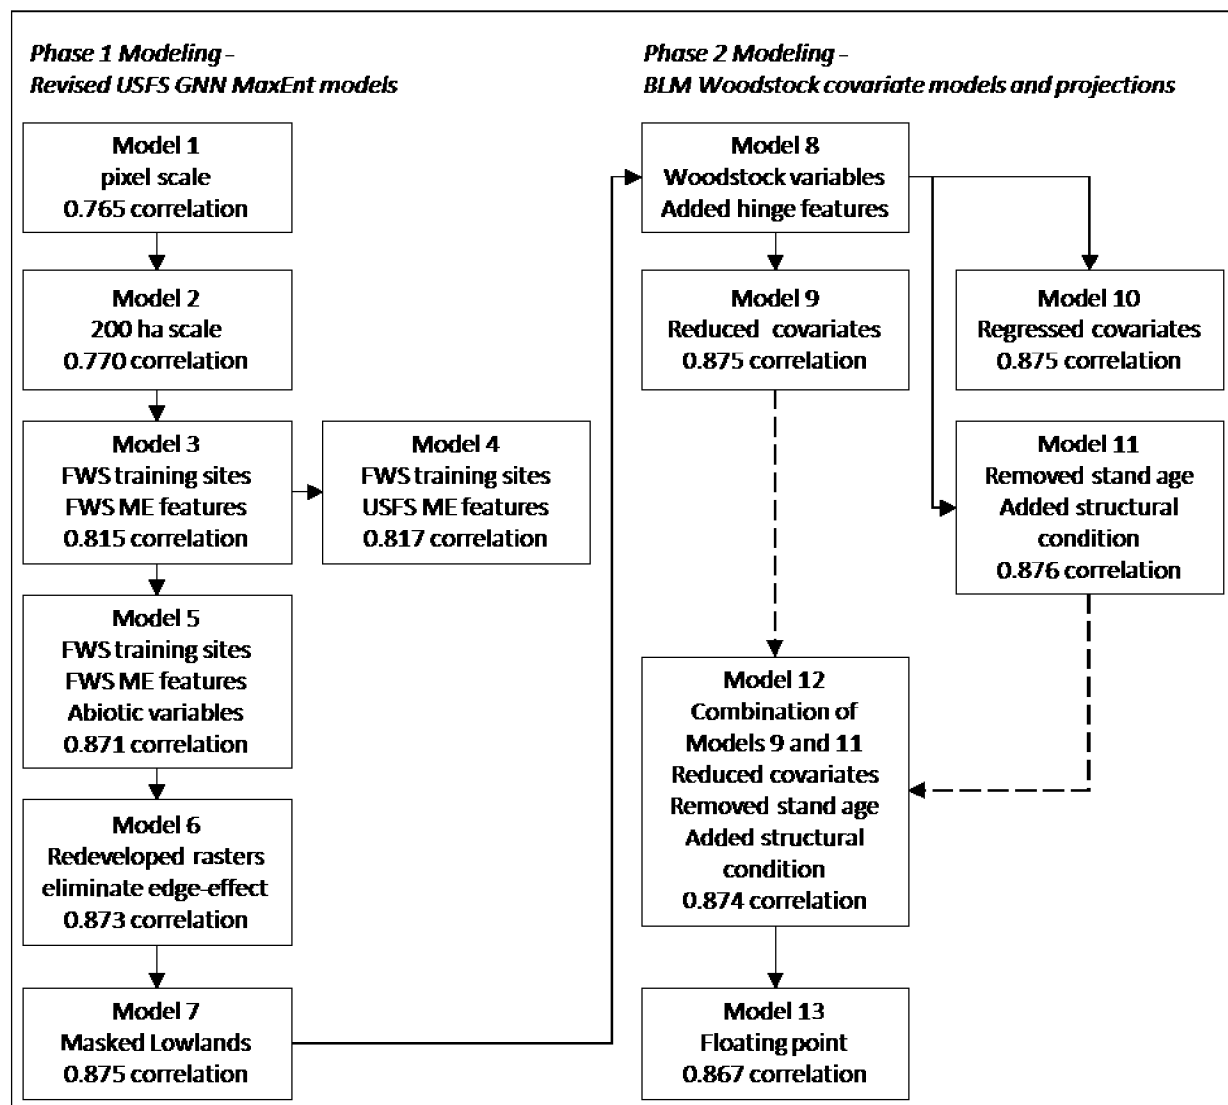 Phase 1 Modeling –
Revised USFS GNN MaxEnt models
Model 1
pixel scale
0.765 correlation
Model 2
200 ha scale
0.770 correlation
Model 3
FWS training sites
FWS ME features
0.815 correlation
Model 4
FWS training sites
USFS ME features
0.817 correlation
Model 5
FWS training sites
FWS ME features
Abiotic variables
0.871 correlation
Model 6
Redeveloped rasters
eliminate edge-effect
0.873 correlation
Model 7
Masked Lowlands
0.875 correlation
Phase 2 Modeling –
BLM Woodstock covariate models and projections
Model 8
Woodstock variables
Added hinge features
Model 9
Reduced covariates
0.875 correlation
Model 10
Regressed covariates
0.875 correlation
Model 11
Removed stand age
Added structural
condition
0.876 correlation
Model 12
Combination of
Models 9 and 11
Reduced covariates
Removed stand age
Added structural
condition
0.874 correlation
Model 13
Floating point
0.867 correlation